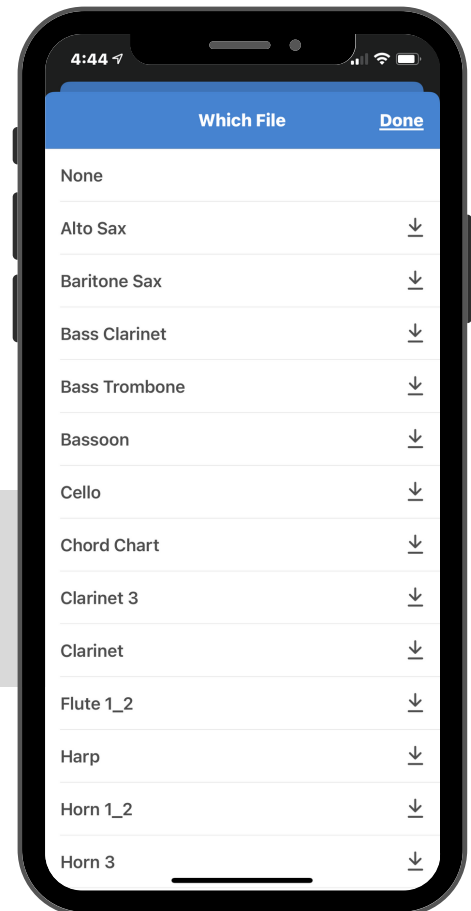 4:44
Which File
Done
None
Alto Sax
Baritone Sax
Bass Clarinet
Bass Trombone
Bassoon
Cello
Chord Chart
Clarinet 3
Clarinet
Flute 1_2
Harp
Horn 1_2
Horn 3